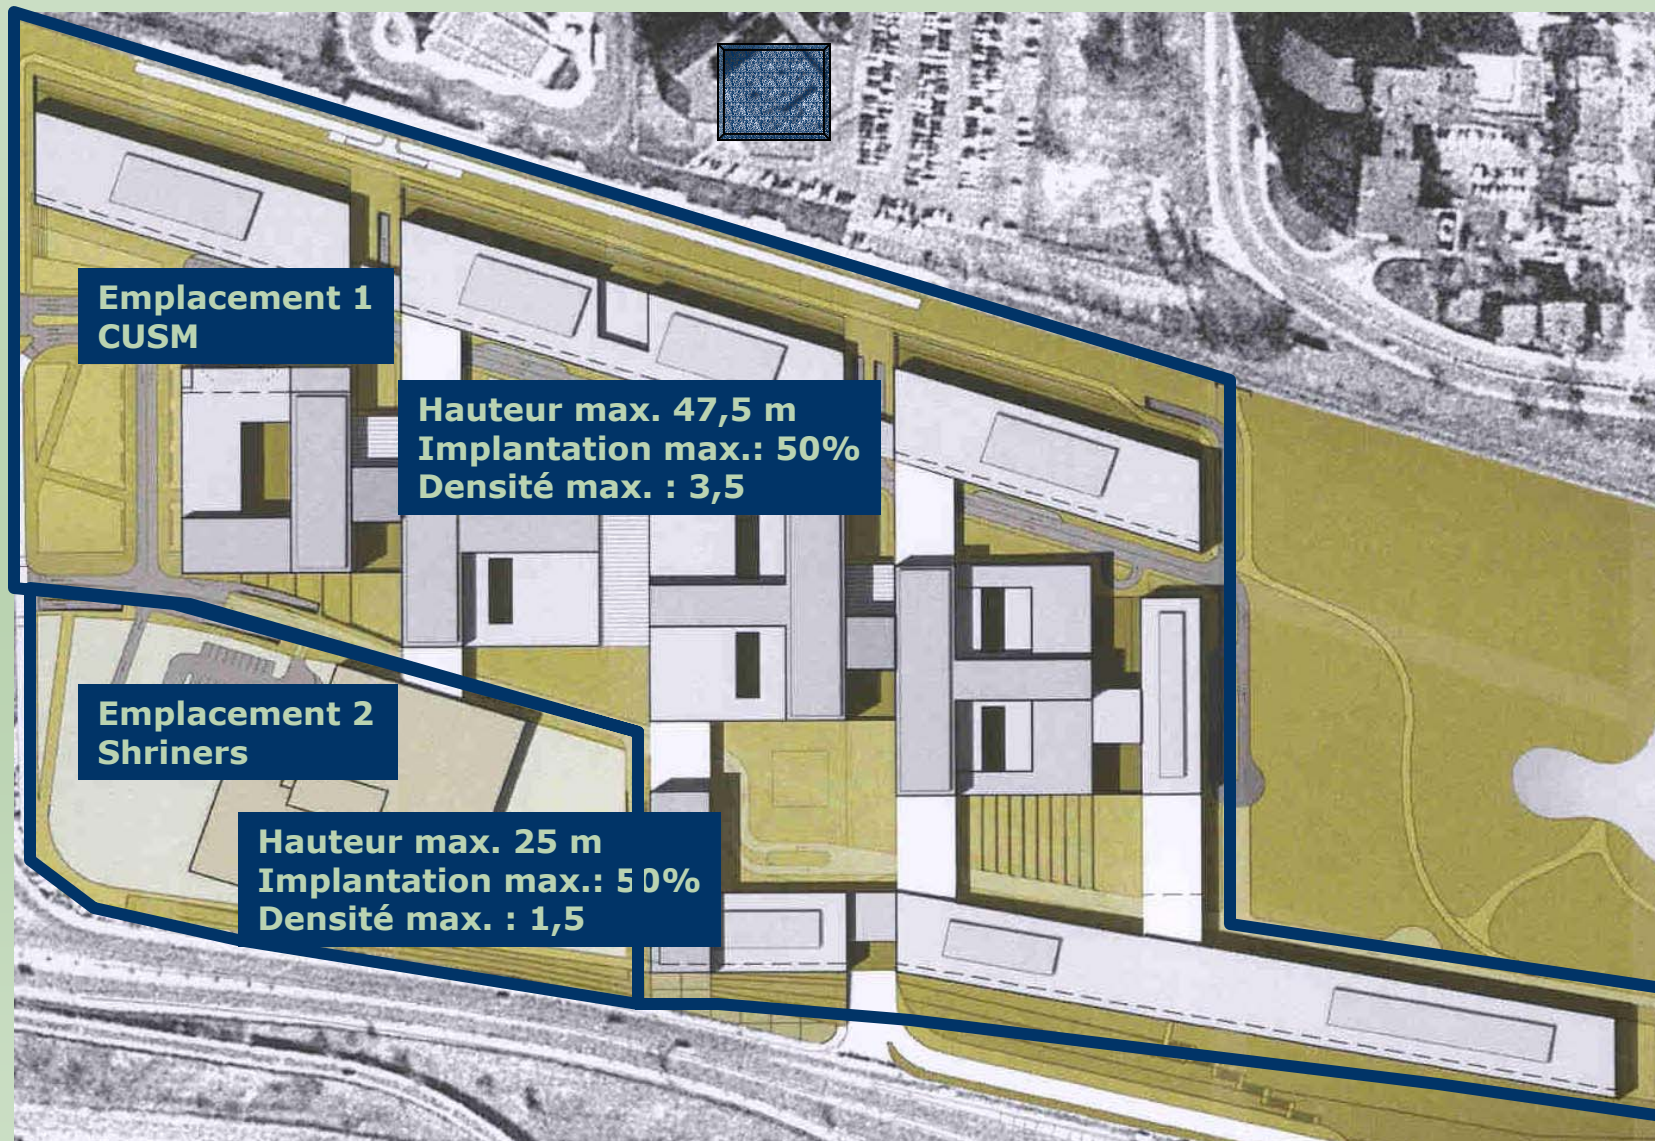 Emplacement 1
CUSM
Hauteur max. 47,5 m
Implantation max.: 50%
Densité max. : 3,5
Emplacement 2
Shriners
Hauteur max. 25 m
Implantation max.: 50%
Densité max. : 1,5